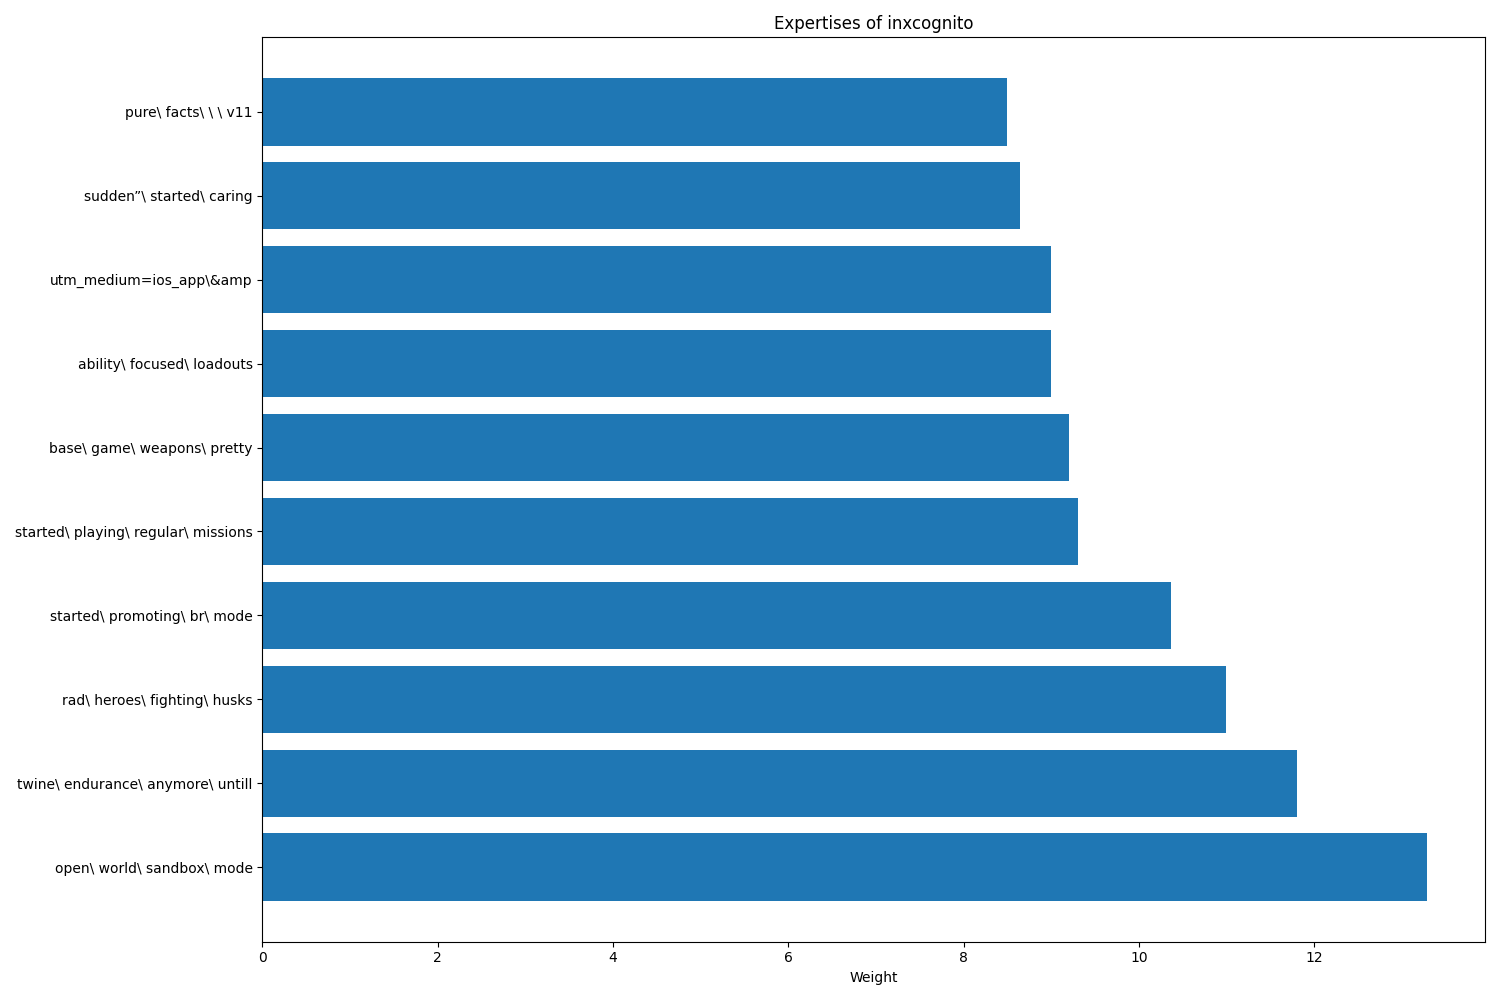 Expertises of inxcognito
pure\ facts\ \ \ v11
sudden”\ started\ caring
utm_medium=ios_app\&amp
ability\ focused\ loadouts
base\ game\ weapons\ pretty
started\ playing\ regular\ missions
started\ promoting\ br\ mode
rad\ heroes\ fighting\ husks
twine\ endurance\ anymore\ untill
open\ world\ sandbox\ mode
0 2 4 6 8 10 12
Weight